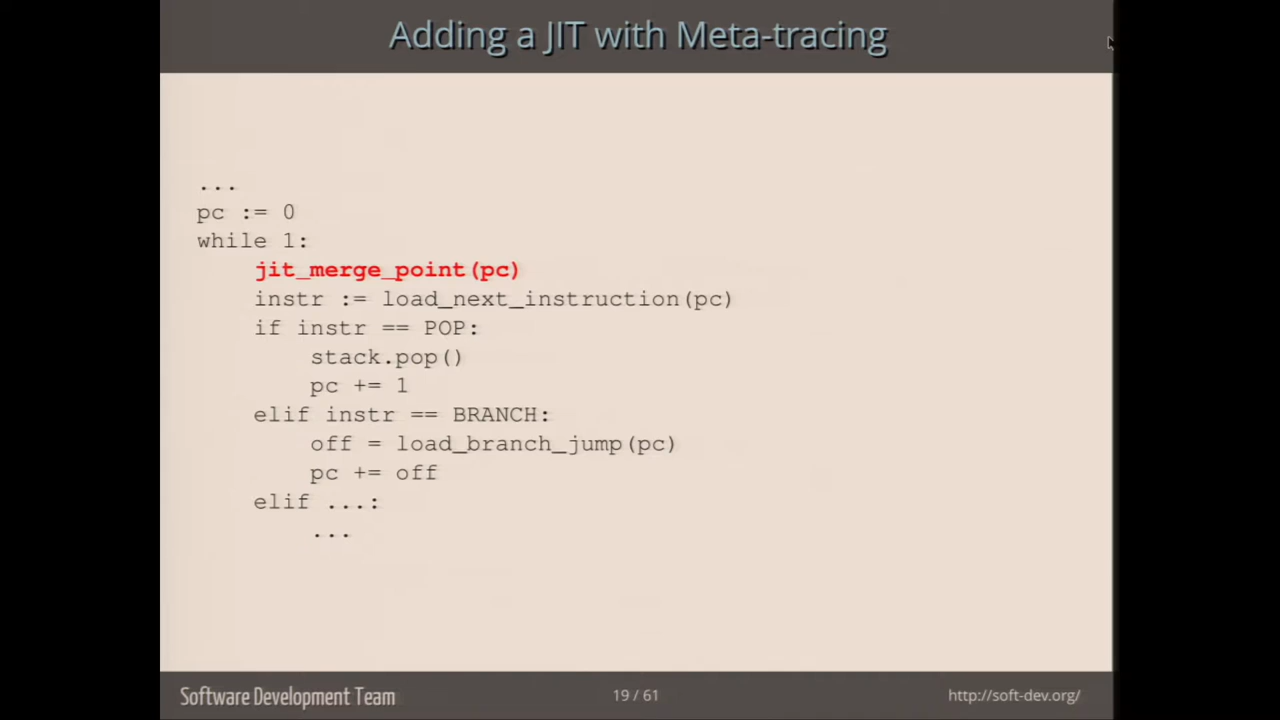 Adding a JIT with Meta-tracing
...
pc := 0
while 1:
jit_merge_point(pc)
instr := load_next_instruction(pc)
if instr == POP:
stack.pop()
pc += 1
elif instr == BRANCH:
off = load_branch_jump(pc)
pc += off
elif ...:
...
Software Development Team
19 / 61
http://soft-dev.org/